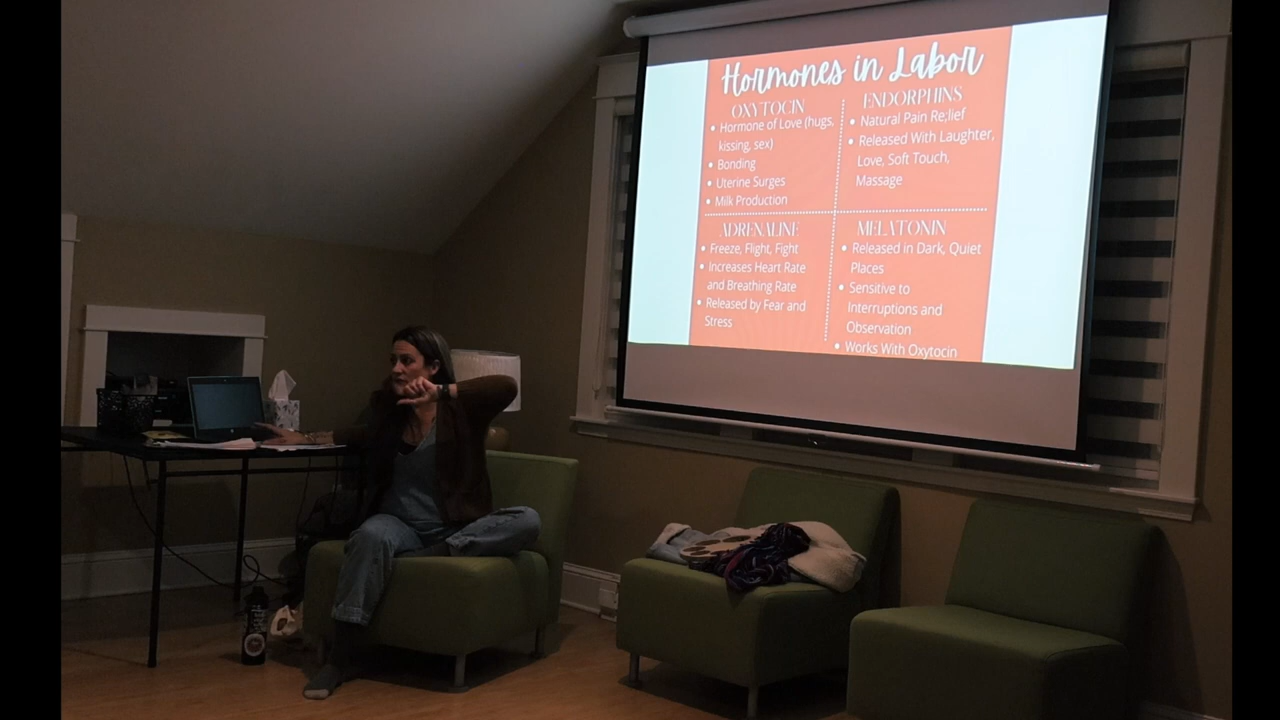 Hormones in Labor
OXYTOCIN
• Hormone of Love (hugs,
kissing, sex)
• Bonding
• Uterine Surges
• Milk Production
ENDORPHINS
• Natural Pain Re;lief
• Released With Laughter,
Love, Soft Touch,
Massage
ADRENALINE
• Freeze, Flight, Fight
• Increases Heart Rate
and Breathing Rate
• Released by Fear and
Stress
MELATONIN
• Released in Dark, Quiet
Places
• Sensitive to
Interruptions and
Observation
• Works With Oxytocin